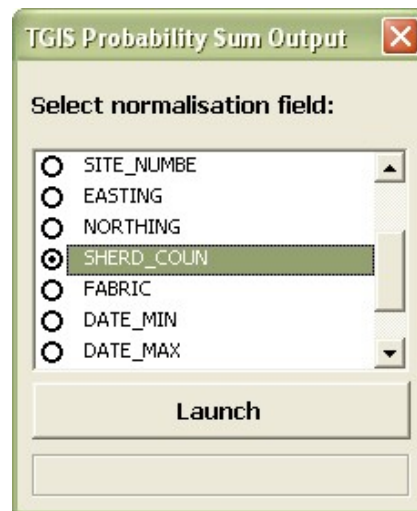 TGIS Probability Sum Output
Select normalisation field:
SITE_NUMBE
EASTING
NORTHING
SHERD_COUN
FABRIC
DATE_MIN
DATE_MAX
Launch